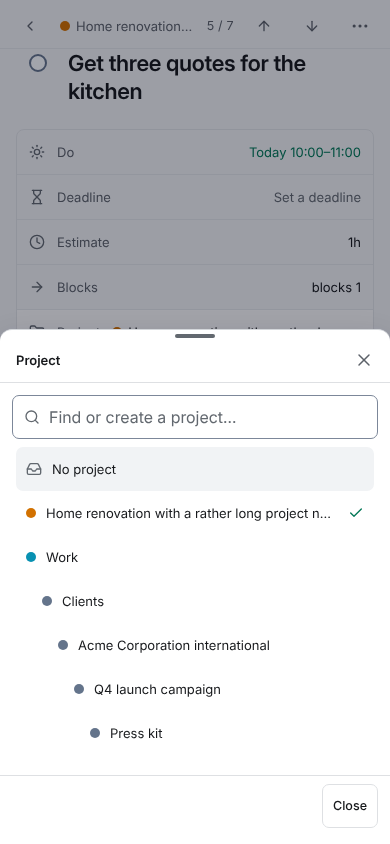 Home renovation...
5 / 7
Get three quotes for the
kitchen
Do
Today 10:00–11:00
Deadline
Set a deadline
Estimate
1h
Blocks
blocks 1
Project
Find or create a project...
No project
Home renovation with a rather long project n...
Work
Clients
Acme Corporation international
Q4 launch campaign
Press kit
Close